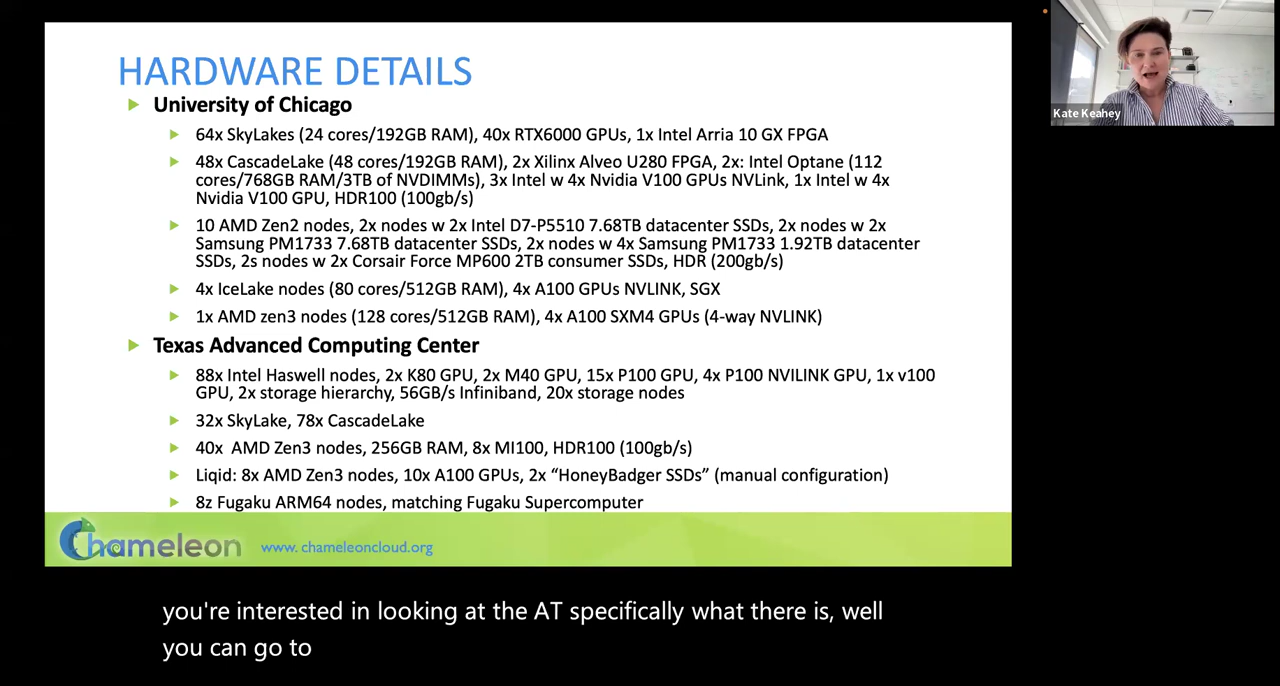 HARDWARE DETAILS
University of Chicago
64x SkyLakes (24 cores/192GB RAM), 40x RTX6000 GPUs, 1x Intel Arria 10 GX FPGA
48x CascadeLake (48 cores/192GB RAM), 2x Xilinx Alveo U280 FPGA, 2x: Intel Optane (112
cores/768GB RAM/3TB of NVDIMMs), 3x Intel w 4x Nvidia V100 GPUs NVLink, 1x Intel w 4x
Nvidia V100 GPU, HDR100 (100gb/s)
10 AMD Zen2 nodes, 2x nodes w 2x Intel D7-P5510 7.68TB datacenter SSDs, 2x nodes w 2x
Samsung PM1733 7.68TB datacenter SSDs, 2x nodes w 4x Samsung PM1733 1.92TB datacenter
SSDs, 2s nodes w 2x Corsair Force MP600 2TB consumer SSDs, HDR (200gb/s)
4x IceLake nodes (80 cores/512GB RAM), 4x A100 GPUs NVLINK, SGX
1x AMD zen3 nodes (128 cores/512GB RAM), 4x A100 SXM4 GPUs (4-way NVLINK)
Texas Advanced Computing Center
88x Intel Haswell nodes, 2x K80 GPU, 2x M40 GPU, 15x P100 GPU, 4x P100 NVILINK GPU, 1x v100
GPU, 2x storage hierarchy, 56GB/s Infiniband, 20x storage nodes
32x SkyLake, 78x CascadeLake
40x  AMD Zen3 nodes, 256GB RAM, 8x MI100, HDR100 (100gb/s)
Liqid: 8x AMD Zen3 nodes, 10x A100 GPUs, 2x “HoneyBadger SSDs” (manual configuration)
8z Fugaku ARM64 nodes, matching Fugaku Supercomputer
Chameleon
www. chameleoncloud.org
Kate Keahey
you're interested in looking at the AT specifically what there is, well
you can go to